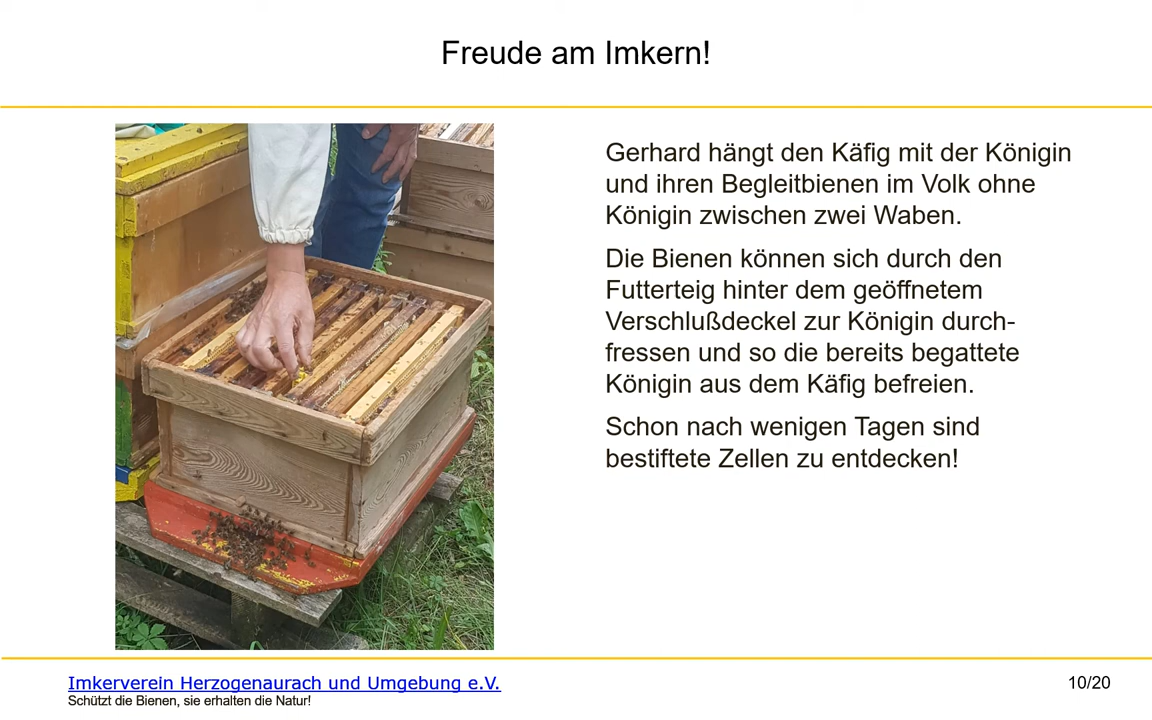 Freude am Imkern!
Gerhard hängt den Käfig mit der Königin
und ihren Begleitbienen im Volk ohne
Königin zwischen zwei Waben.
Die Bienen können sich durch den
Futterteig hinter dem geöffnetem
Verschlußdeckel zur Königin durch-
fressen und so die bereits begattete
Königin aus dem Käfig befreien.
Schon nach wenigen Tagen sind
bestiftete Zellen zu entdecken!
Imkerverein Herzogenaurach und Umgebung e.V.
Schützt die Bienen, sie erhalten die Natur!
10/20